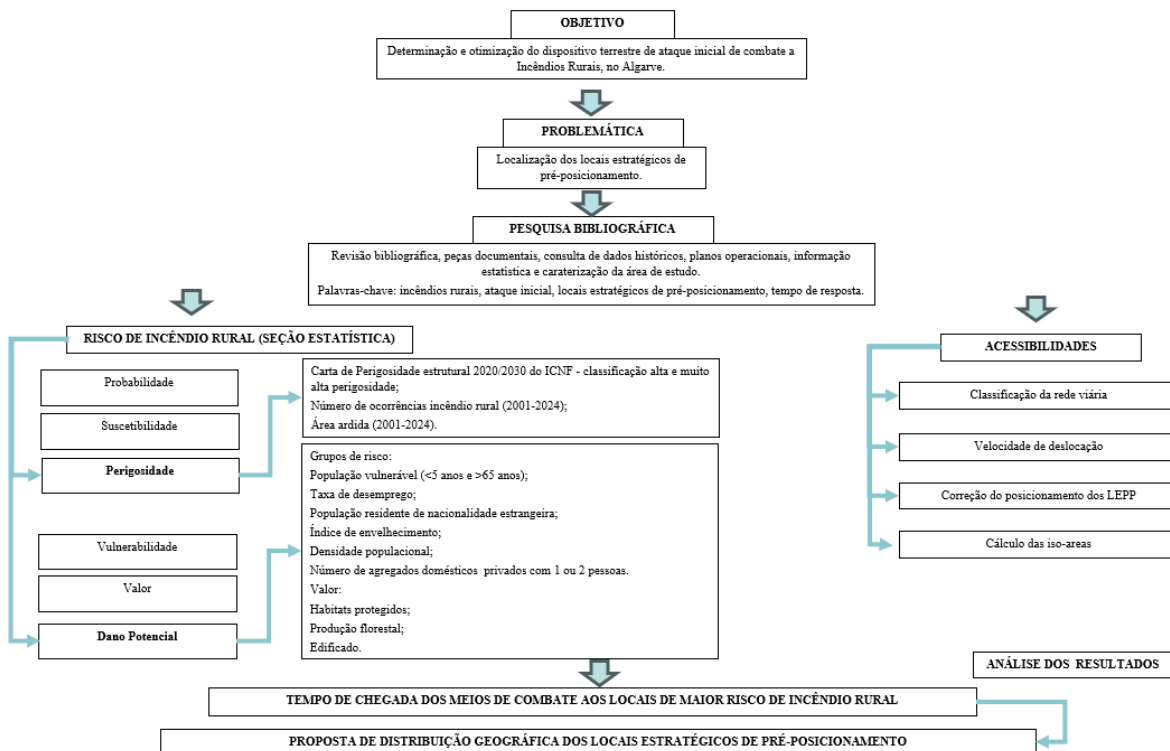 OBJETIVO
Determinação e otimização do dispositivo terrestre de ataque inicial de combate a
Incêndios Rurais, no Algarve.
PROBLEMÁTICA
Localização dos locais estratégicos de
pré-posicionamento.
PESQUISA BIBLIOGRÁFICA
Revisão bibliográfica, peças documentais, consulta de dados históricos, planos operacionais, informação
estatística e caraterização da área de estudo.
Palavras-chave: incêndios rurais, ataque inicial, locais estratégicos de pré-posicionamento, tempo de resposta.
RISCO DE INCÊNDIO RURAL (SEÇÃO ESTATÍSTICA)
Probabilidade
Suscetibilidade
Perigosidade
Vulnerabilidade
Valor
Dano Potencial
Carta de Perigosidade estrutural 2020/2030 do ICNF - classificação alta e muito
alta perigosidade;
Número de ocorrências incêndio rural (2001-2024);
Área ardida (2001-2024).
Grupos de risco:
População vulnerável (<5 anos e >65 anos);
Taxa de desemprego;
População residente de nacionalidade estrangeira;
Índice de envelhecimento;
Densidade populacional;
Número de agregados domésticos privados com 1 ou 2 pessoas.
Valor:
Habitats protegidos;
Produção florestal;
Edificado.
ACESSIBILIDADES
Classificação da rede viária
Velocidade de deslocação
Correção do posicionamento dos LEPP
Cálculo das iso-areas
ANÁLISE DOS RESULTADOS
TEMPO DE CHEGADA DOS MEIOS DE COMBATE AOS LOCAIS DE MAIOR RISCO DE INCÊNDIO RURAL
PROPOSTA DE DISTRIBUIÇÃO GEOGRÁFICA DOS LOCAIS ESTRATÉGICOS DE PRÉ-POSICIONAMENTO